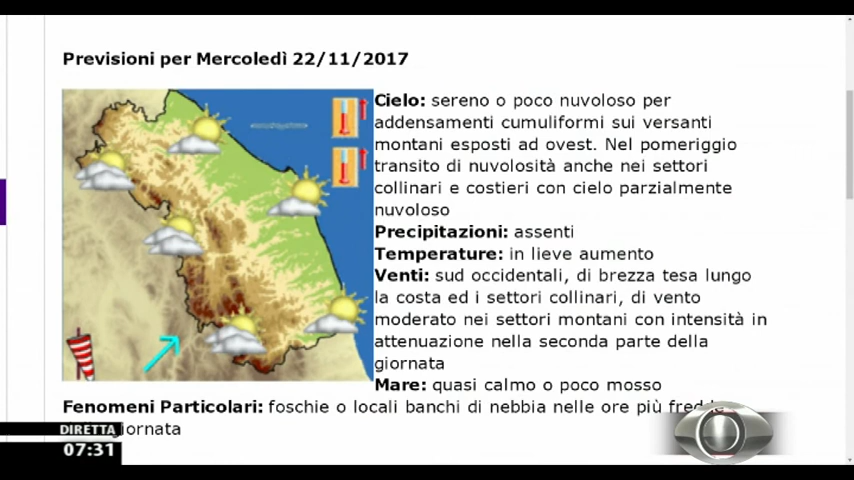 Previsioni per Mercoledì 22/11/2017
Cielo: sereno o poco nuvoloso per
addensamenti cumuliformi sui versanti
montani esposti ad ovest. Nel pomeriggio
transito di nuvolosità anche nei settori
collinari e costieri con cielo parzialmente
nuvoloso
Precipitazioni: assenti
Temperature: in lieve aumento
Venti: sud occidentali, di brezza tesa lungo
la costa ed i settori collinari, di vento
moderato nei settori montani con intensità in
attenuazione nella seconda parte della
giornata
Mare: quasi calmo o poco mosso
Fenomeni Particolari: foschie o locali banchi di nebbia nelle ore più fredde
giornata
DIRETTA
07:31